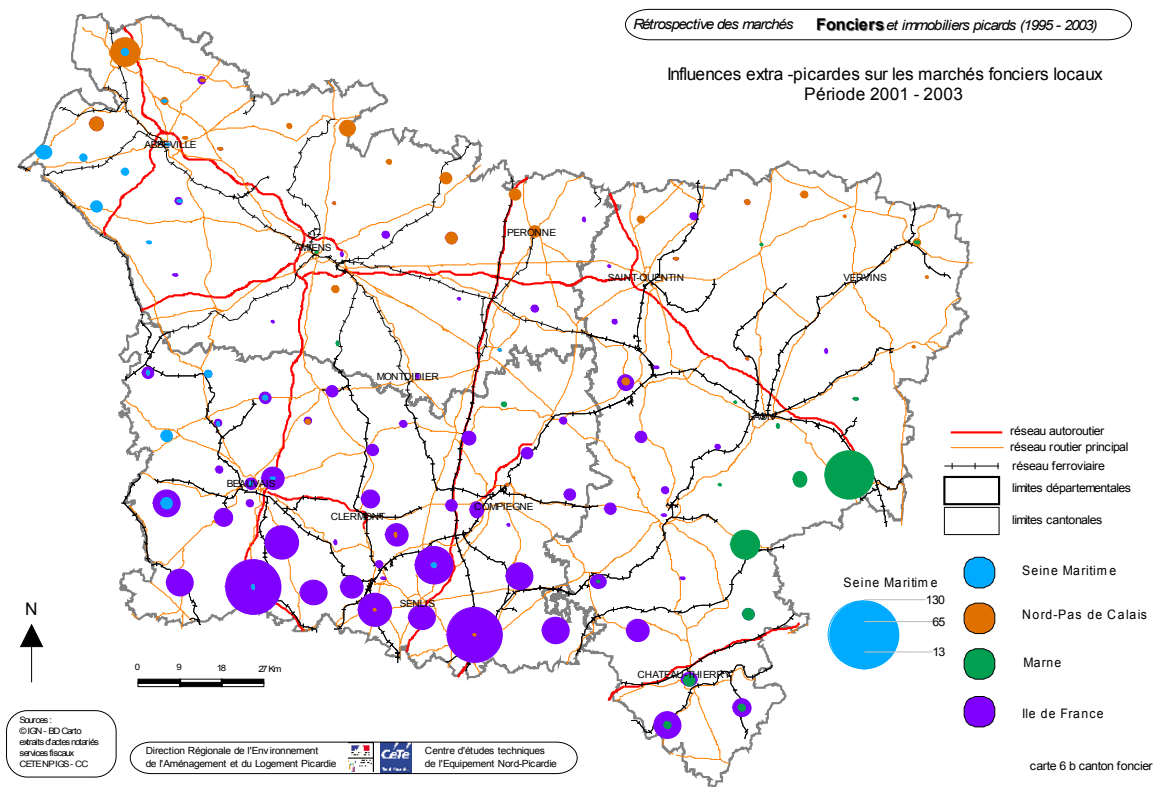 Rétrospective des marchés Fonciers et immobiliers picards (1995 - 2003)
Influences extra -picardes sur les marchés fonciers locaux
Période 2001 - 2003
ABBEVILLE
AMIENS
PERONNE
SAINT-QUENTIN
VERVINS
MONTDIDIER
LAON
BEAUVAIS
CLERMONT
COMPIEGNE
SENLIS
CHATEAU-THIERRY
réseau autoroutier
réseau routier principal
réseau ferroviaire
limites départementales
limites cantonales
Seine Maritime
130
65
13
Seine Maritime
Nord-Pas de Calais
Marne
Ile de France
N
0 9 18 27 Km
Sources :
© IGN - BD Carto
extraits d'actes notariés
services fiscaux
CETE NP IGS - CC
Direction Régionale de l'Environnement
de l'Aménagement et du Logement Picardie
CETE
Centre d'études techniques
de l'Equipement Nord-Picardie
carte 6 b canton foncier